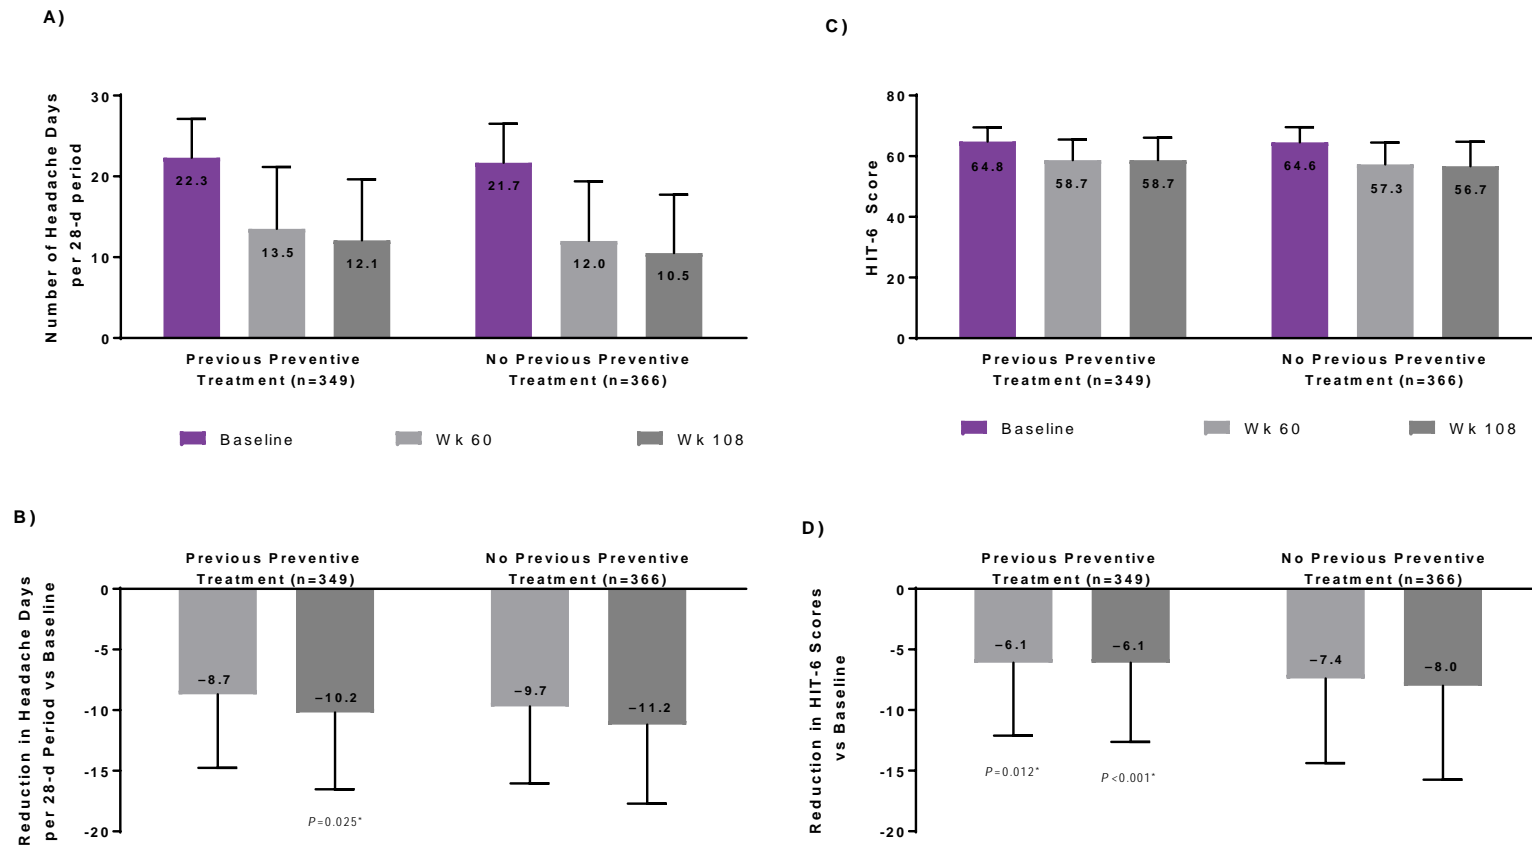 A)
Number of Headache Days
per 28-d period
30
20
10
0
22.3
13.5
12.1
21.7
12.0
10.5
Previous Preventive
Treatment (n=349)
No Previous Preventive
Treatment (n=366)
Baseline
Wk 60
Wk 108
C)
HIT-6 Score
80
60
40
20
0
64.8
58.7
58.7
64.6
57.3
56.7
Previous Preventive
Treatment (n=349)
No Previous Preventive
Treatment (n=366)
Baseline
Wk 60
Wk 108
B)
Reduction in Headache Days
per 28-d Period vs Baseline
Previous Preventive
Treatment (n=349)
No Previous Preventive
Treatment (n=366)
0
-5
-10
-15
-20
−8.7
−10.2
−9.7
−11.2
P=0.025*
D)
Reduction in HIT-6 Scores
vs Baseline
Previous Preventive
Treatment (n=349)
No Previous Preventive
Treatment (n=366)
0
-5
-10
-15
-20
−6.1
−6.1
−7.4
−8.0
P=0.012*
P<0.001*